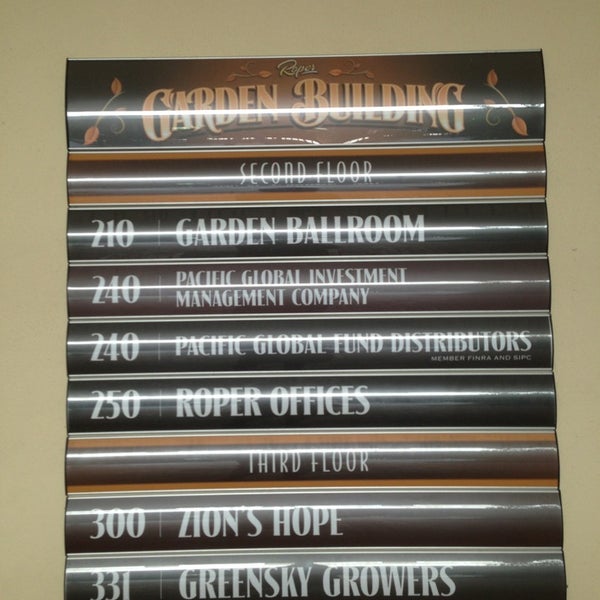 Roper
GARDEN BUILDING
SECOND FLOOR
210 GARDEN BALLROOM
240 PACIFIC GLOBAL INVESTMENT
MANAGEMENT COMPANY
240 PACIFIC GLOBAL FUND DISTRIBUTORS
MEMBER FINRA AND SIPC
250 ROPER OFFICES
THIRD FLOOR
300 ZION'S HOPE
331 GREENSKY GROWERS